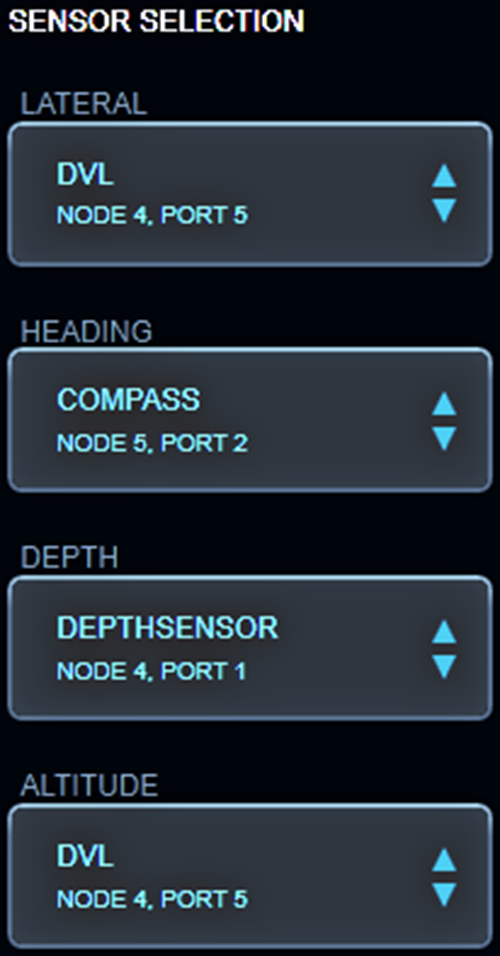 SENSOR SELECTION
LATERAL
DVL
NODE 4, PORT 5
HEADING
COMPASS
NODE 5, PORT 2
DEPTH
DEPTHSENSOR
NODE 4, PORT 1
ALTITUDE
DVL
NODE 4, PORT 5